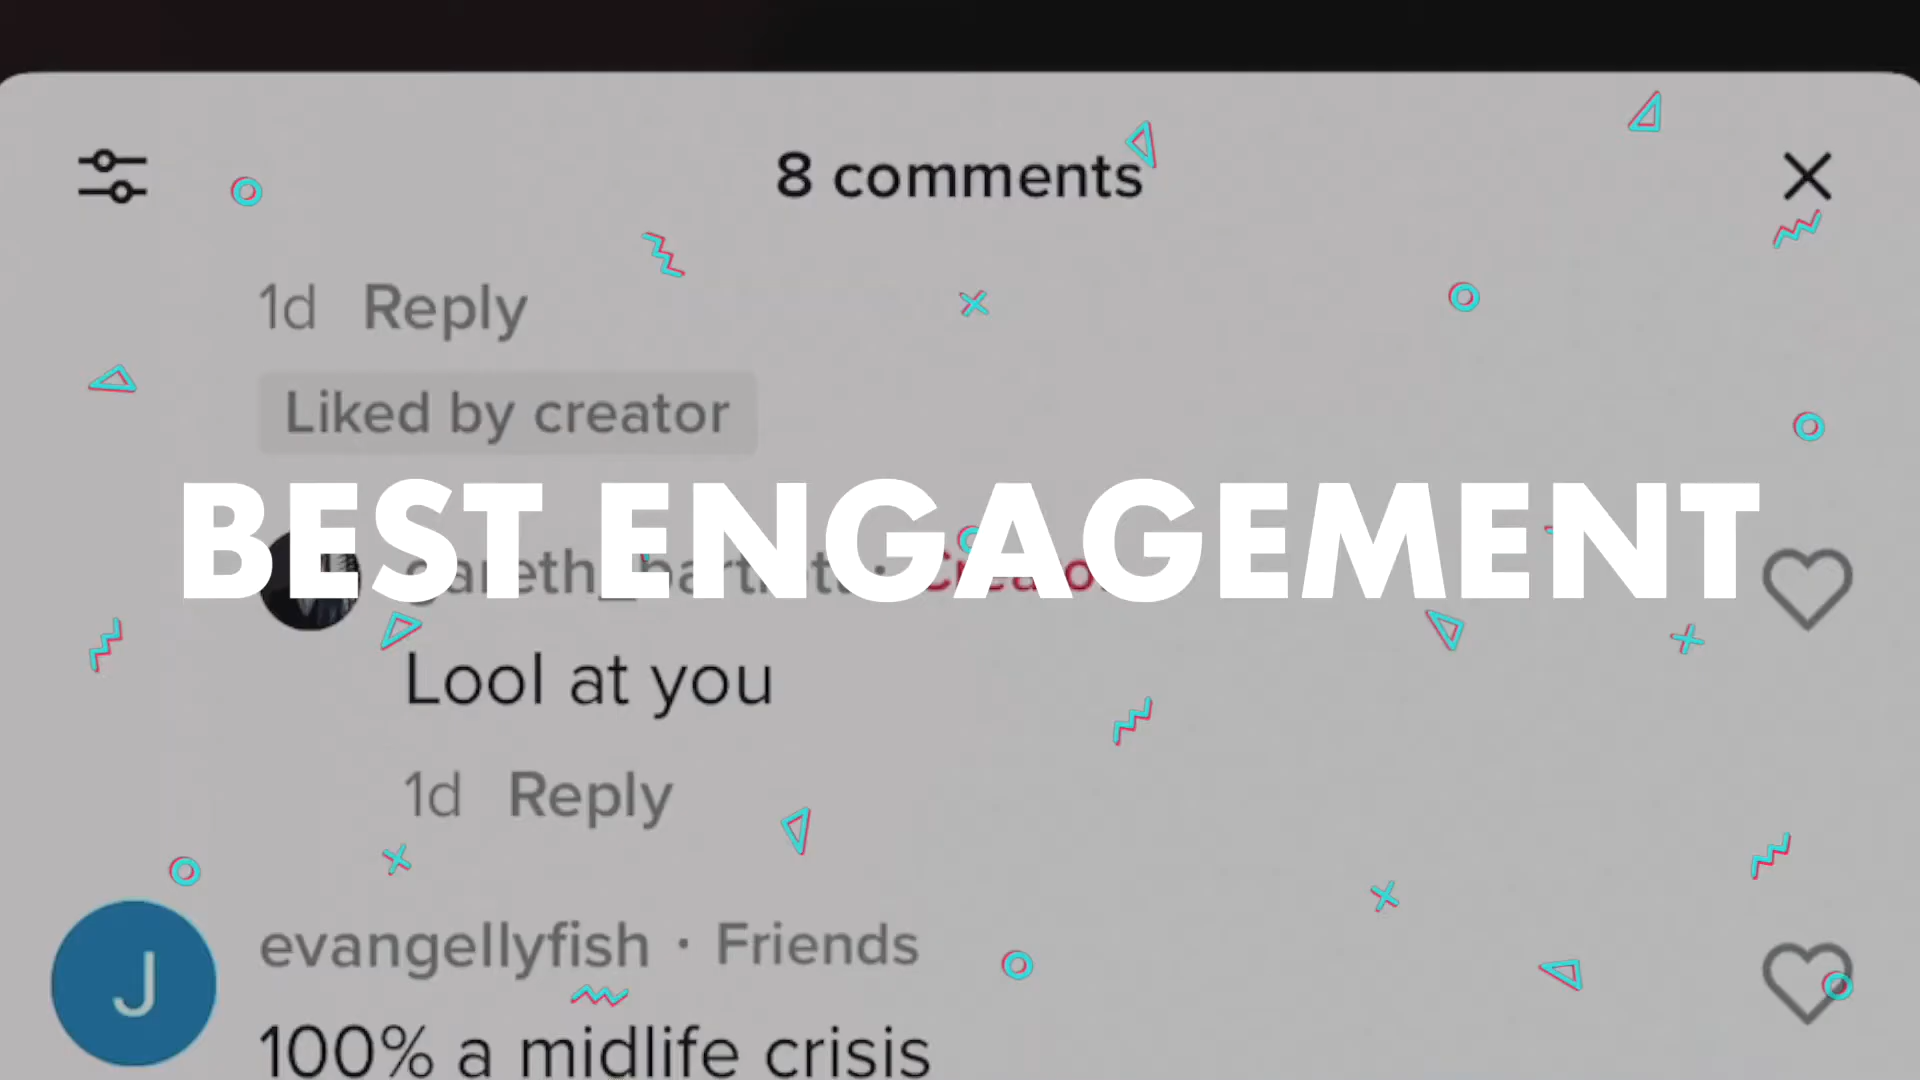 8 comments
1d Reply
Liked by creator
BEST ENGAGEMENT
Creator
Lool at you
1d Reply
J
evangellyfish · Friends
100% a midlife crisis